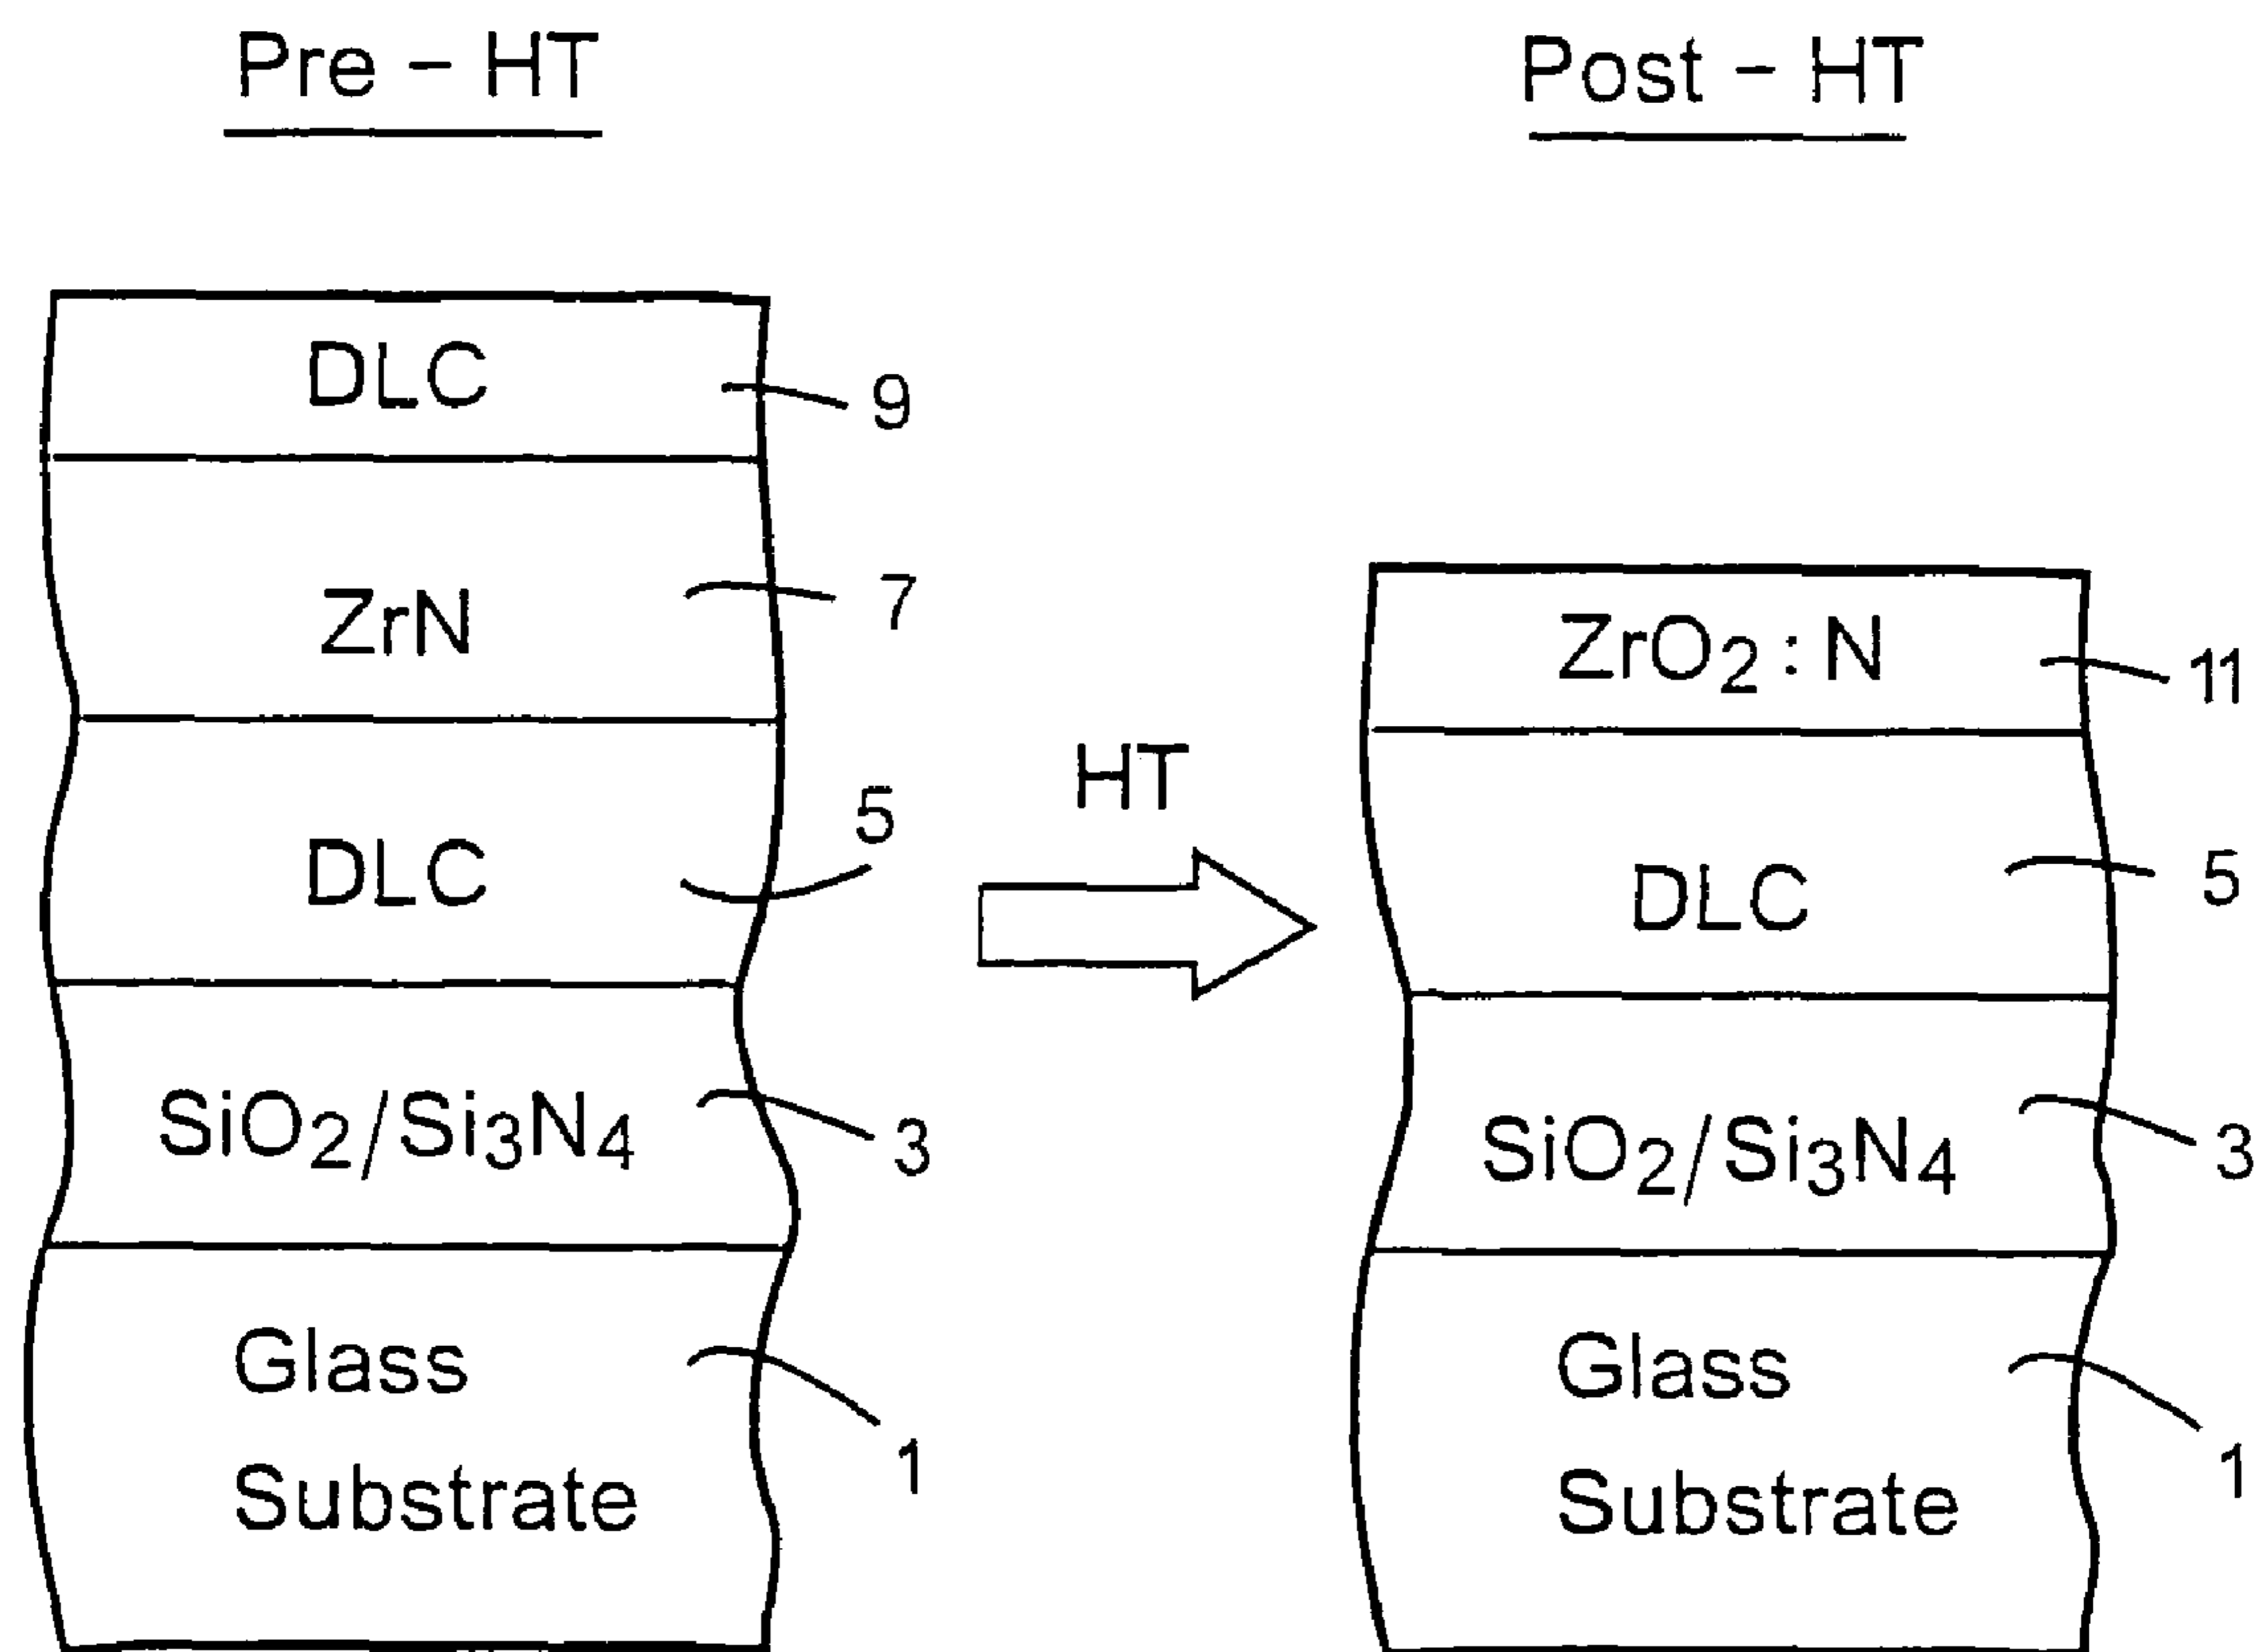 Pre – HT
DLC
9
ZrN
7
DLC
5
SiO₂/Si₃N₄
3
Glass
Substrate
1
HT
Post – HT
ZrO₂ : N
11
DLC
5
SiO₂/Si₃N₄
3
Glass
Substrate
1